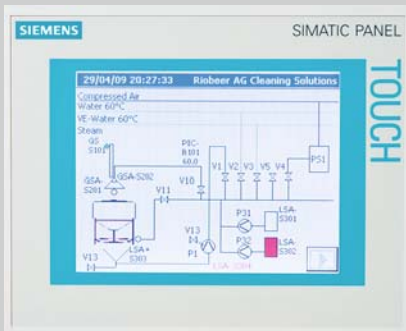 SIEMENS
SIMATIC PANEL
TOUCH
29/04/09 20:27:33 Riobeer AG Cleaning Solutions
Compressed Air
Water 60°C
VE-Water 60°C
Steam
GS
S101
GSA-S202
GSA-
S201
PIC-
B101
60.0
V10
V11
V1
V2
V3
V5
V4
PS1
P31
LSA-
S301
P32
LSA-
S302
V13
P1
LSA+
S303
V13
LSA-S304